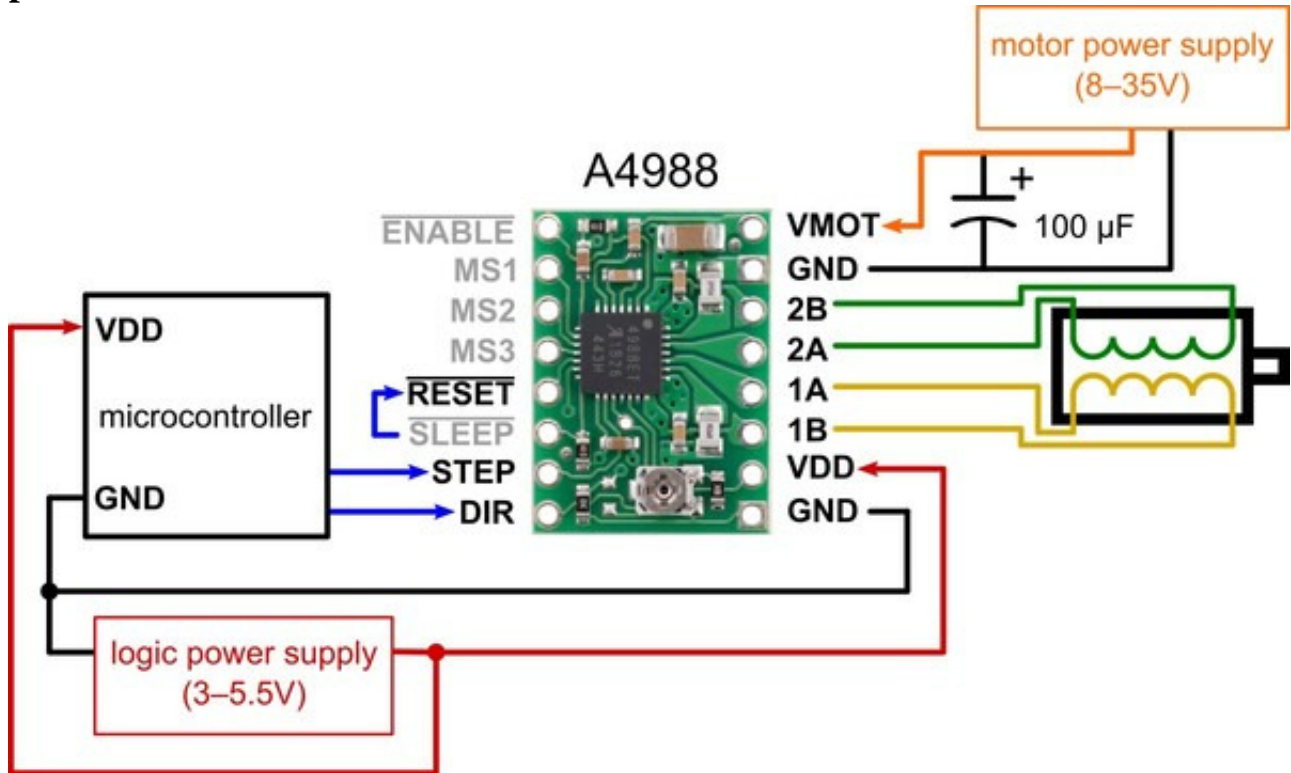 motor power supply
(8–35V)
A4988
+
100 µF
ENABLE
MS1
MS2
MS3
RESET
SLEEP
STEP
DIR
VMOT
GND
2B
2A
1A
1B
VDD
GND
VDD
microcontroller
GND
logic power supply
(3–5.5V)